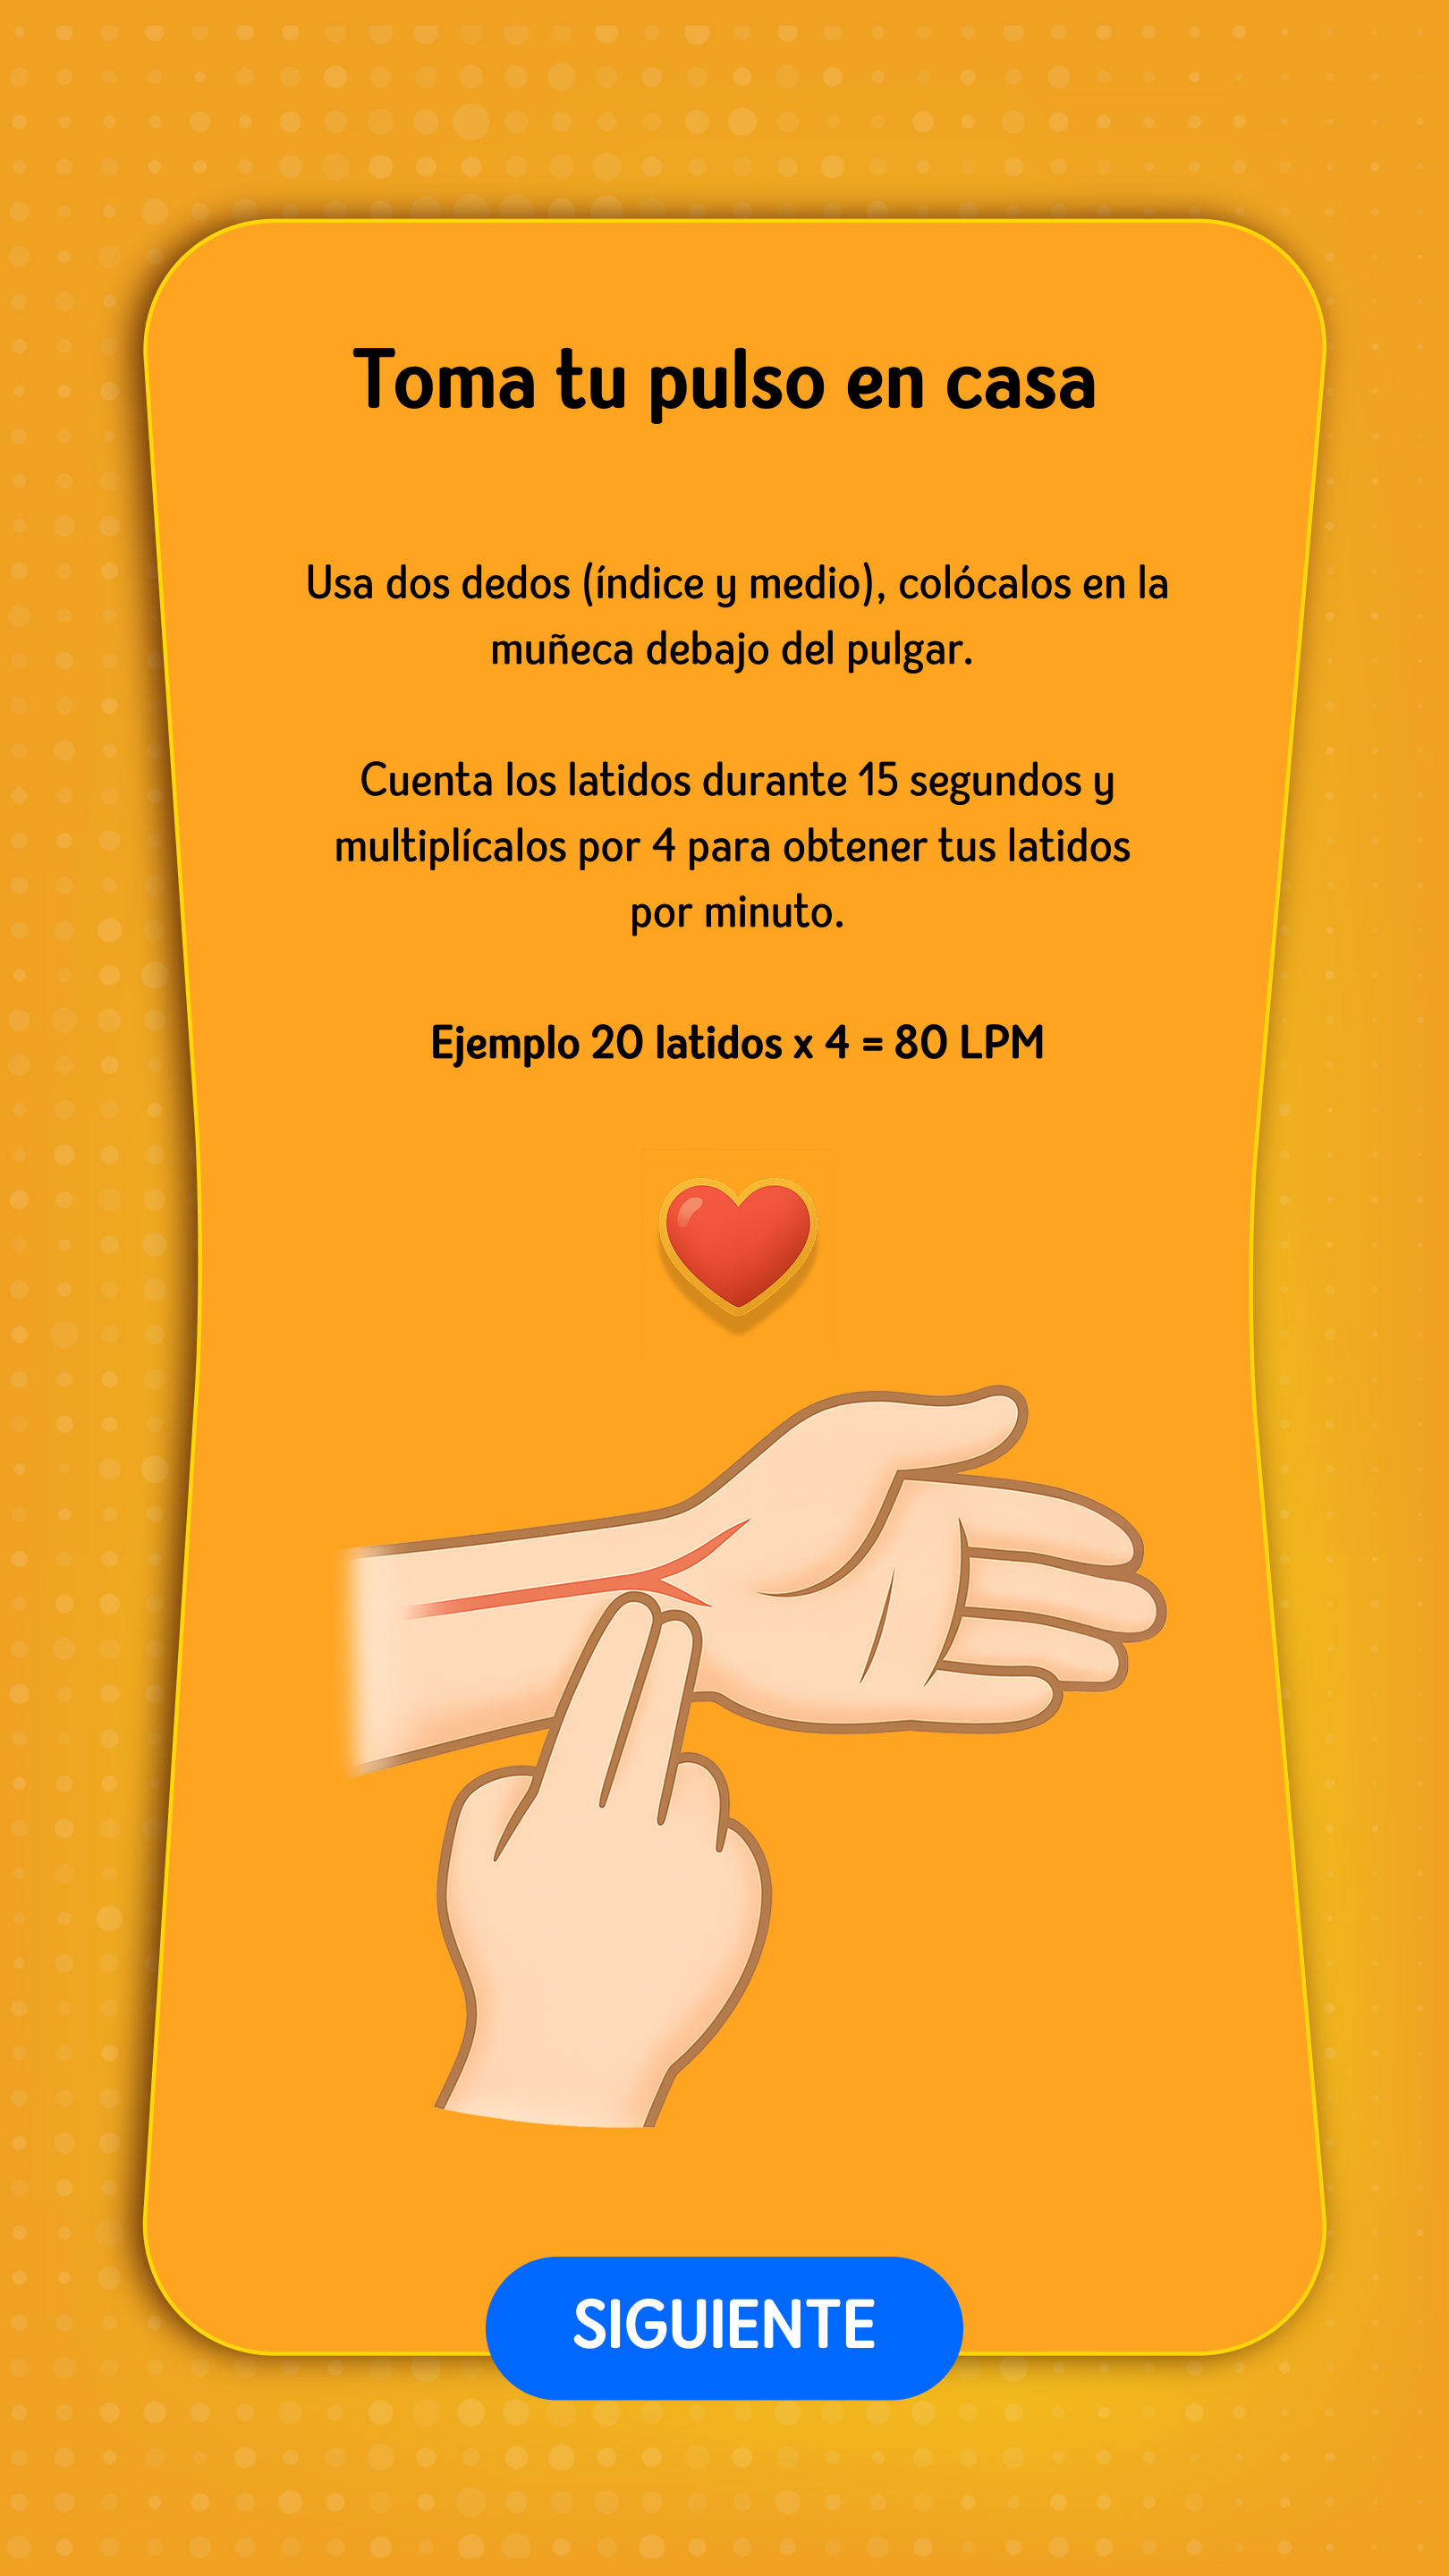 Toma tu pulso en casa
Usa dos dedos (índice y medio), colócalos en la
muñeca debajo del pulgar.
Cuenta los latidos durante 15 segundos y
multiplícalos por 4 para obtener tus latidos
por minuto.
Ejemplo 20 latidos x 4 = 80 LPM
SIGUIENTE